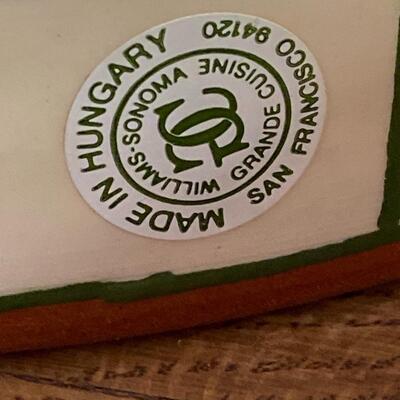 MADE IN HUNGARY
SAN FRANCISCO 94120
WILLIAMS-SONOMA
GRANDE CUISINE